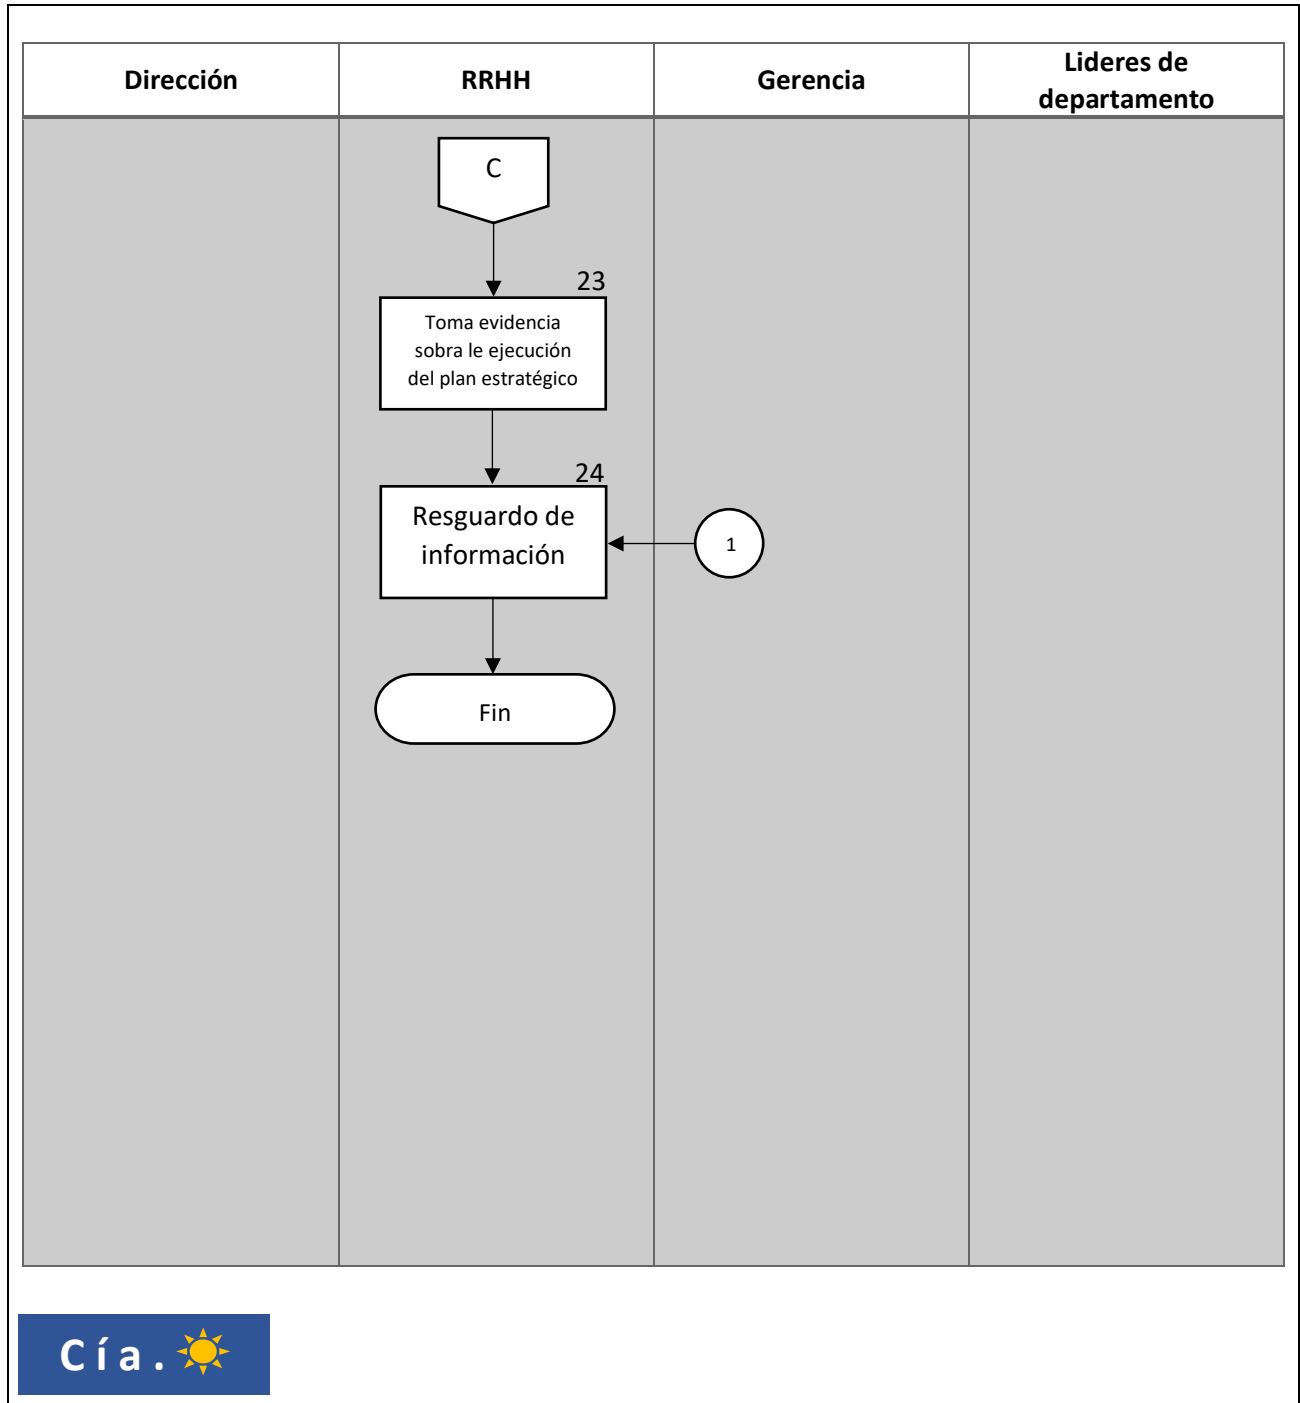 Dirección
RRHH
Gerencia
Lideres de
departamento
C
23
Toma evidencia
sobra le ejecución
del plan estratégico
24
Resguardo de
información
1
Fin
Cía.